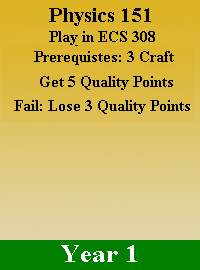 Physics 151
Play in ECS 308
Prerequistes: 3 Craft
Get 5 Quality Points
Fail: Lose 3 Quality Points
Year 1